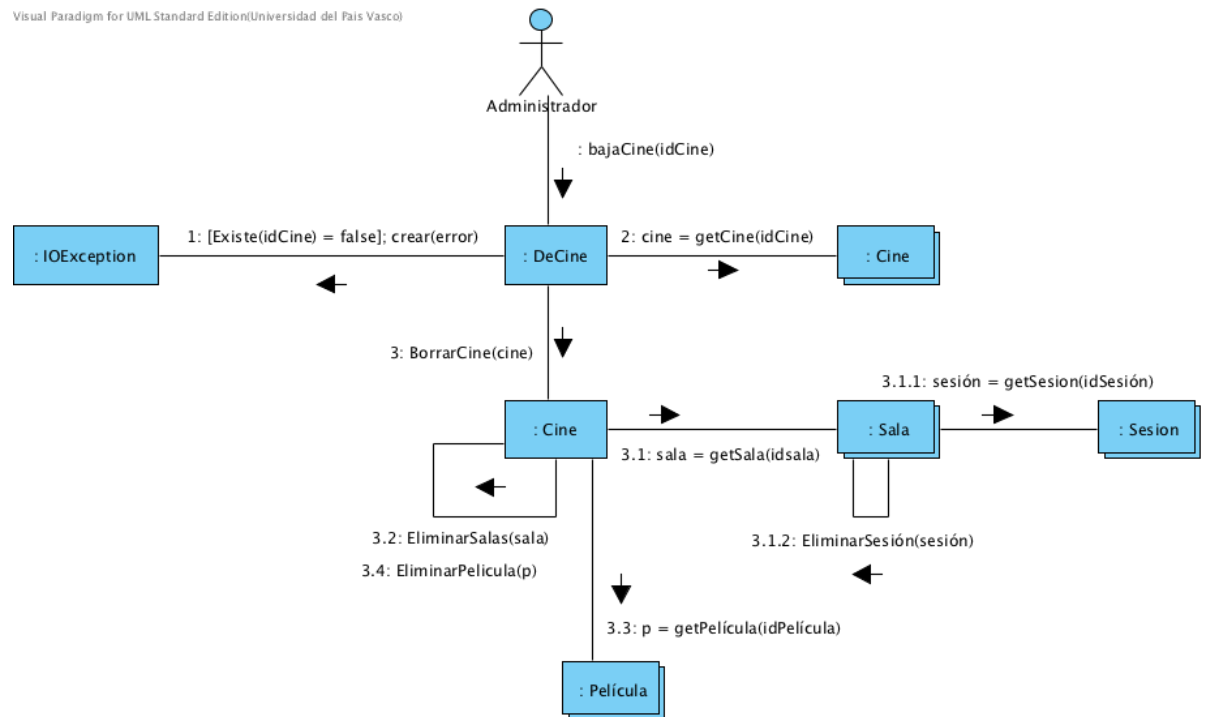 Visual Paradigm for UML Standard Edition(Universidad del Pais Vasco)
Administrador
: bajaCine(idCine)
: IOException
1: [Existe(idCine) = false]; crear(error)
: DeCine
2: cine = getCine(idCine)
: Cine
3: BorrarCine(cine)
3.1.1: sesión = getSesion(idSesión)
: Cine
3.1: sala = getSala(idsala)
: Sala
: Sesion
3.2: EliminarSalas(sala)
3.4: EliminarPelicula(p)
3.1.2: EliminarSesión(sesión)
3.3: p = getPelícula(idPelícula)
: Película